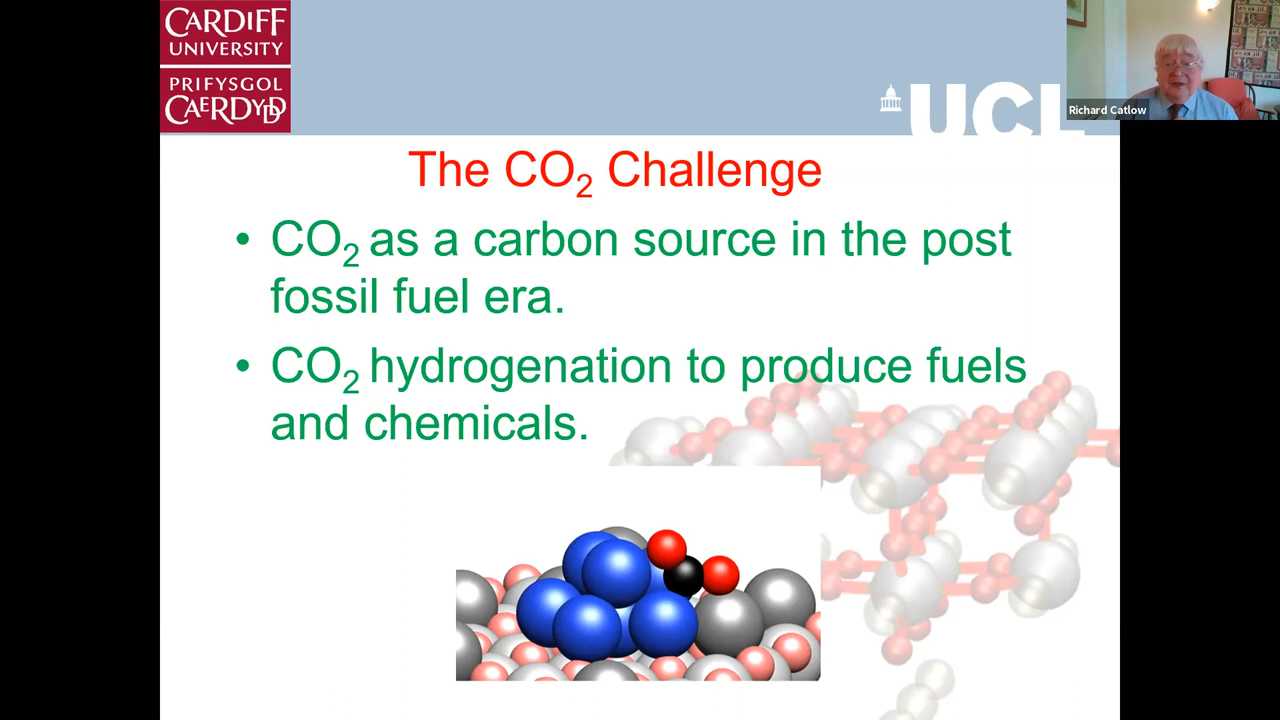 CARDIFF
UNIVERSITY
PRIFYSGOL
CAERDYDD
UCL
Richard Catlow
The CO₂ Challenge
• CO₂ as a carbon source in the post
fossil fuel era.
• CO₂ hydrogenation to produce fuels
and chemicals.